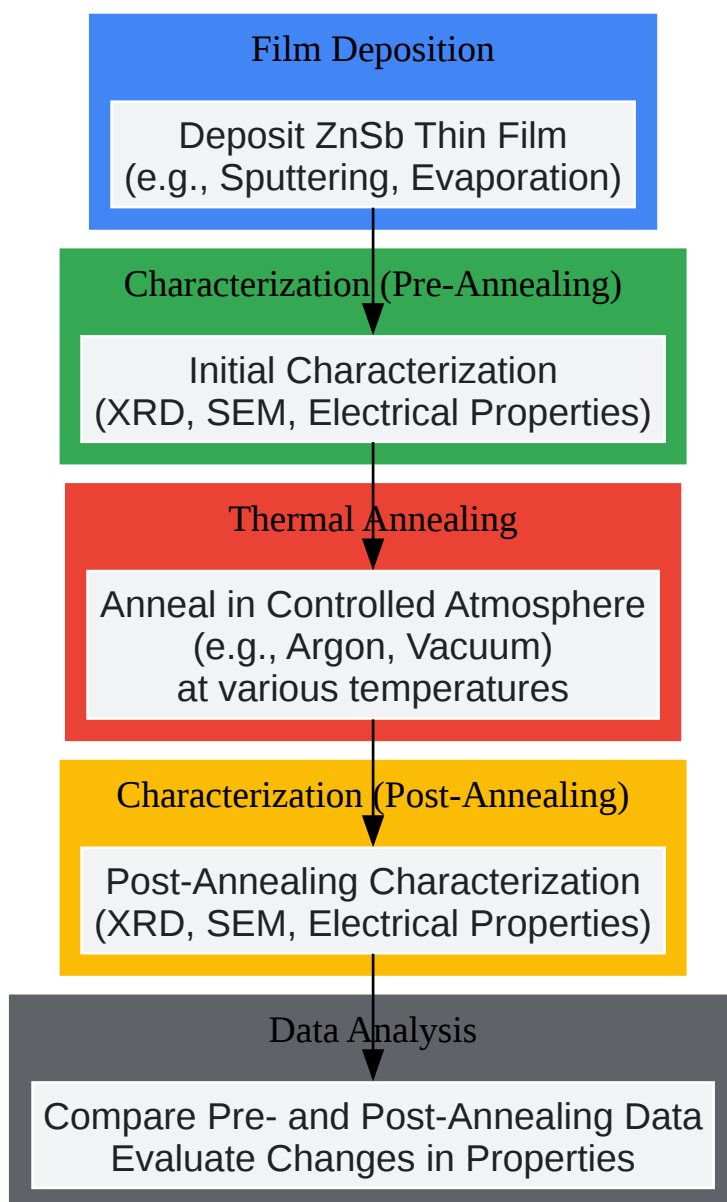 Film Deposition
Deposit ZnSb Thin Film
(e.g., Sputtering, Evaporation)
Characterization (Pre-Annealing)
Initial Characterization
(XRD, SEM, Electrical Properties)
Thermal Annealing
Anneal in Controlled Atmosphere
(e.g., Argon, Vacuum)
at various temperatures
Characterization (Post-Annealing)
Post-Annealing Characterization
(XRD, SEM, Electrical Properties)
Data Analysis
Compare Pre- and Post-Annealing Data
Evaluate Changes in Properties